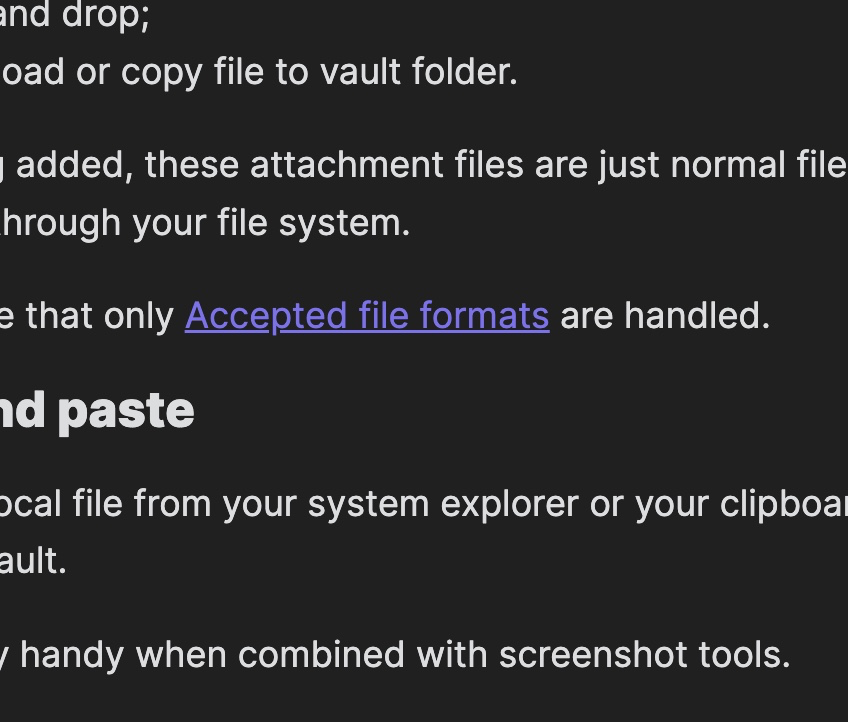 and drop;
oad or copy file to vault folder.
g added, these attachment files are just normal file
through your file system.
e that only Accepted file formats are handled.
nd paste
ocal file from your system explorer or your clipboar
ault.
y handy when combined with screenshot tools.